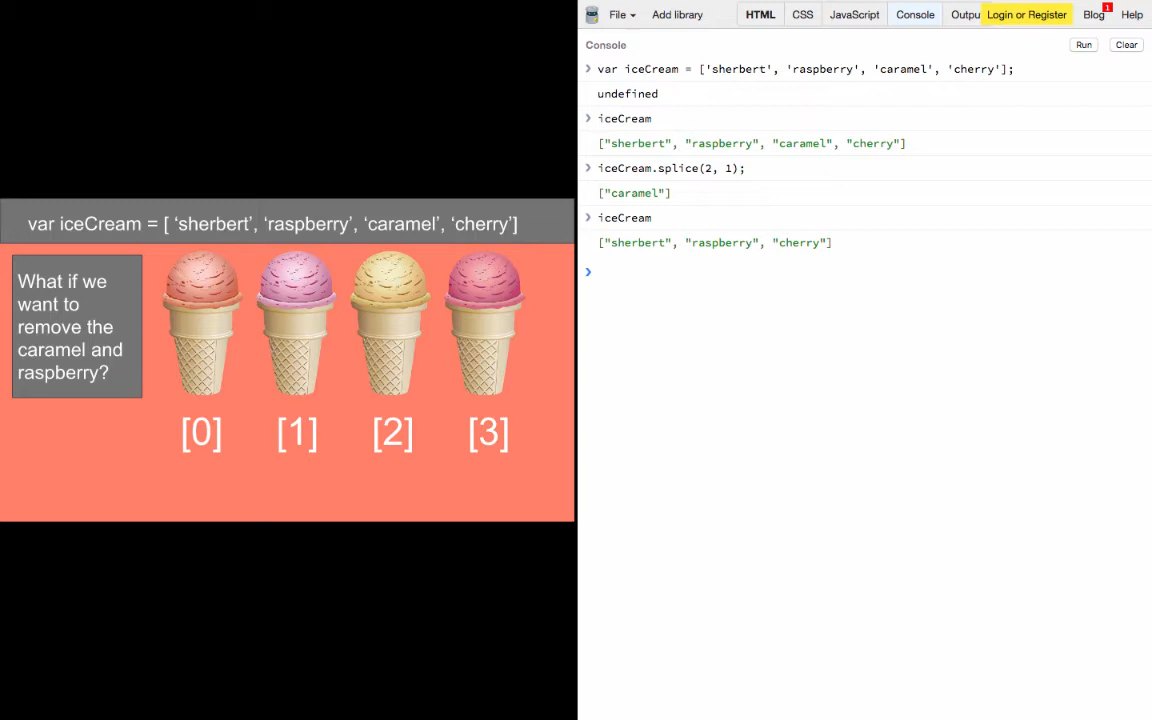 var iceCream = [ ‘sherbert’, ‘raspberry’, ‘caramel’, ‘cherry’]
What if we
want to
remove the
caramel and
raspberry?
[0] [1] [2] [3]
File Add library HTML CSS JavaScript Console Outpu Login or Register Blog 1 Help
Console Run Clear
var iceCream = ['sherbert', 'raspberry', 'caramel', 'cherry'];
undefined
iceCream
["sherbert", "raspberry", "caramel", "cherry"]
iceCream.splice(2, 1);
["caramel"]
iceCream
["sherbert", "raspberry", "cherry"]